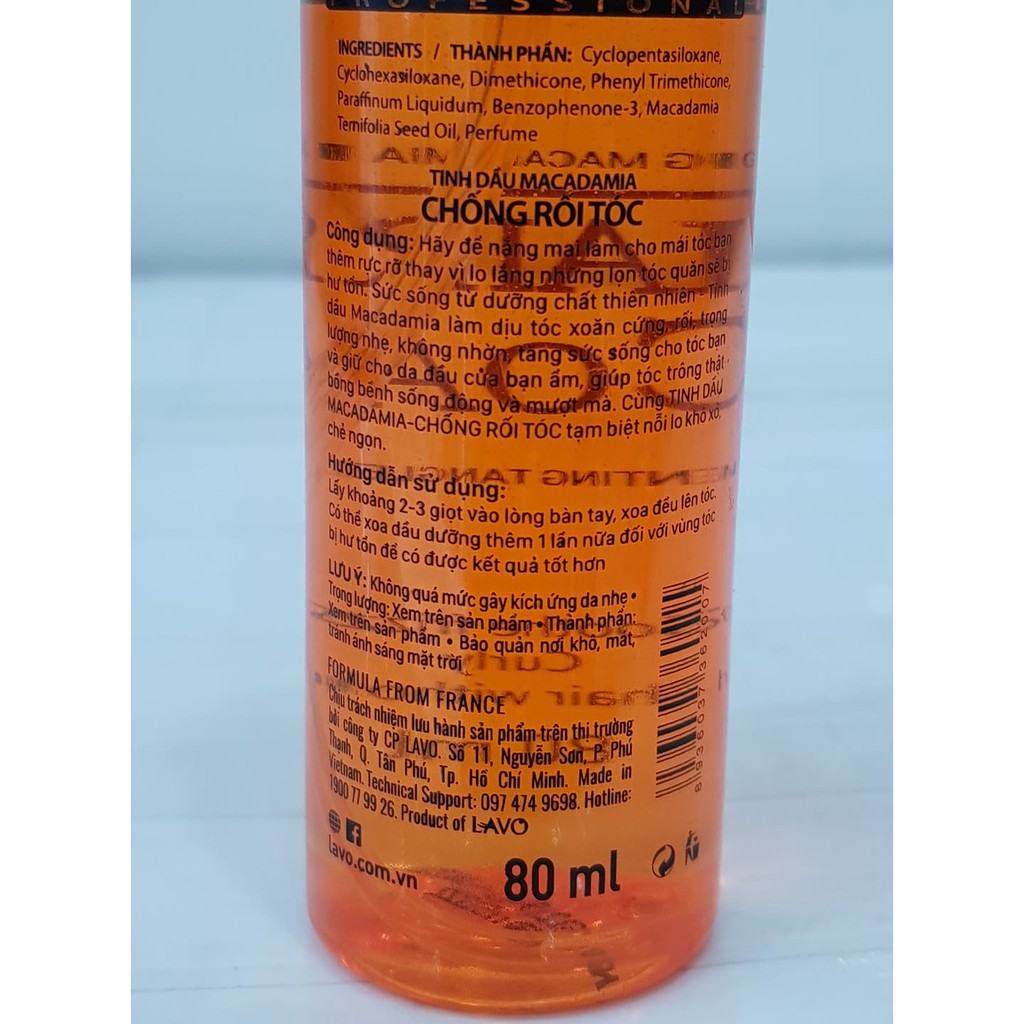 PROFESSIONAL
INGREDIENTS / THÀNH PHẦN: Cyclopentasiloxane,
Cyclohexasiloxane, Dimethicone, Phenyl Trimethicone,
Paraffinum Liquidum, Benzophenone-3, Macadamia
Ternifolia Seed Oil, Perfume
TINH DẦU MACADAMIA
CHỐNG RỐI TÓC
Công dụng: Hãy để nắng mai làm cho mái tóc bạn
thêm rực rỡ thay vì lo lắng những lọn tóc quăn sẽ bị
hư tổn. Sức sống từ dưỡng chất thiên nhiên - Tinh
dầu Macadamia làm dịu tóc xoăn cứng, rối, trọng
lượng nhẹ, không nhờn, tăng sức sống cho tóc bạn
và giữ cho da đầu của bạn ẩm, giúp tóc trông thật
bồng bềnh sống động và mượt mà. Cùng TINH DẦU
MACADAMIA-CHỐNG RỐI TÓC tạm biệt nỗi lo khô xơ,
chẻ ngọn.
Hướng dẫn sử dụng:
Lấy khoảng 2-3 giọt vào lòng bàn tay, xoa đều lên tóc.
Có thể xoa dầu dưỡng thêm 1 lần nữa đối với vùng tóc
bị hư tổn để có được kết quả tốt hơn
LƯU Ý: Không quá mức gây kích ứng da nhẹ •
Trọng lượng: Xem trên sản phẩm • Thành phần:
Xem trên sản phẩm • Bảo quản nơi khô, mát,
tránh ánh sáng mặt trời
FORMULA FROM FRANCE
Chịu trách nhiệm lưu hành sản phẩm trên thị trường
bởi công ty CP LAVO. Số 11, Nguyễn Sơn, P. Phú
Thạnh, Q. Tân Phú, Tp. Hồ Chí Minh. Made in
Vietnam. Technical Support: 097 474 9698. Hotline:
1900 77 99 26. Product of LAVO
lavo.com.vn
80 ml
8936037362007